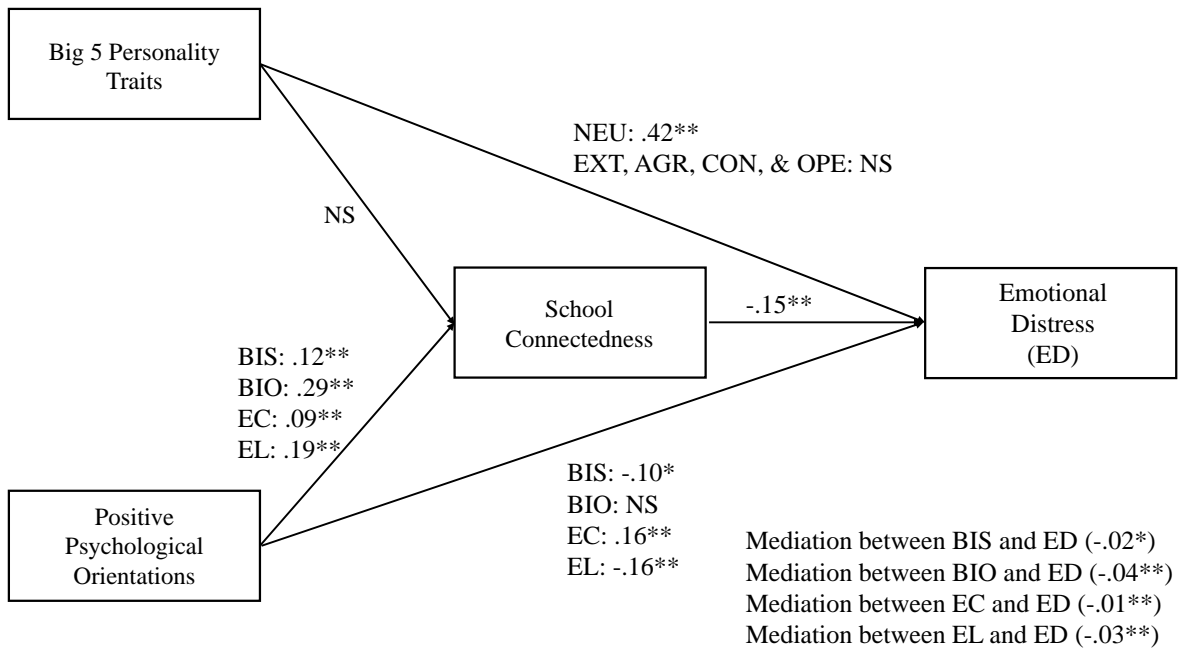 Big 5 Personality
Traits
NEU: .42**
EXT, AGR, CON, & OPE: NS
NS
School
Connectedness
-.15**
Emotional
Distress
(ED)
BIS: .12**
BIO: .29**
EC: .09**
EL: .19**
Positive
Psychological
Orientations
BIS: -.10*
BIO: NS
EC: .16**
EL: -.16**
Mediation between BIS and ED (-.02*)
Mediation between BIO and ED (-.04**)
Mediation between EC and ED (-.01**)
Mediation between EL and ED (-.03**)